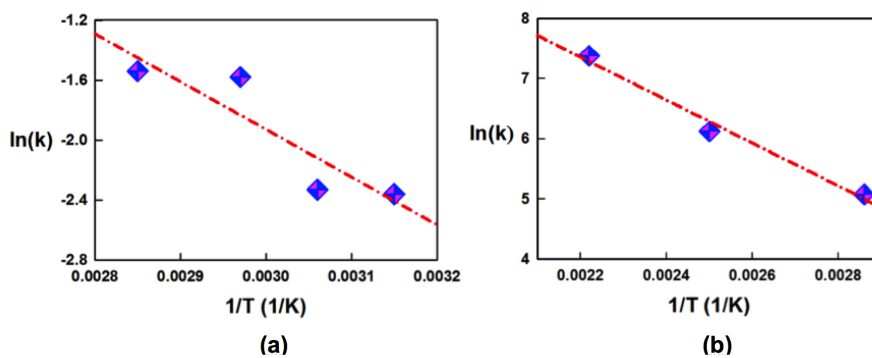 -1.2
-1.6
-2.0
-2.4
-2.8
ln(k)
0.0028 0.0029 0.0030 0.0031 0.0032
1/T (1/K)
(a)
8
7
6
5
4
ln(k)
0.0022 0.0024 0.0026 0.0028
1/T (1/K)
(b)